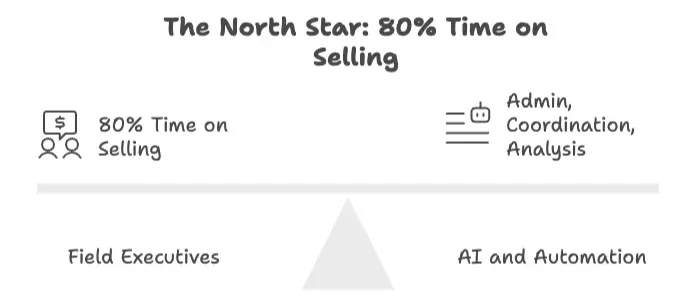 The North Star: 80% Time on
Selling
$
80% Time on
Selling
Admin,
Coordination,
Analysis
Field Executives
AI and Automation